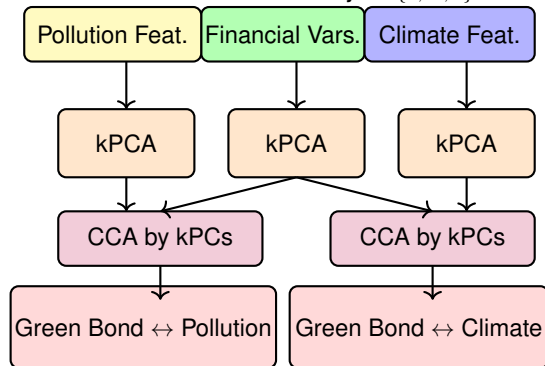 Pollution Feat. Financial Vars. Climate Feat.
kPCA kPCA kPCA
CCA by kPCs CCA by kPCs
Green Bond ↔ Pollution Green Bond ↔ Climate